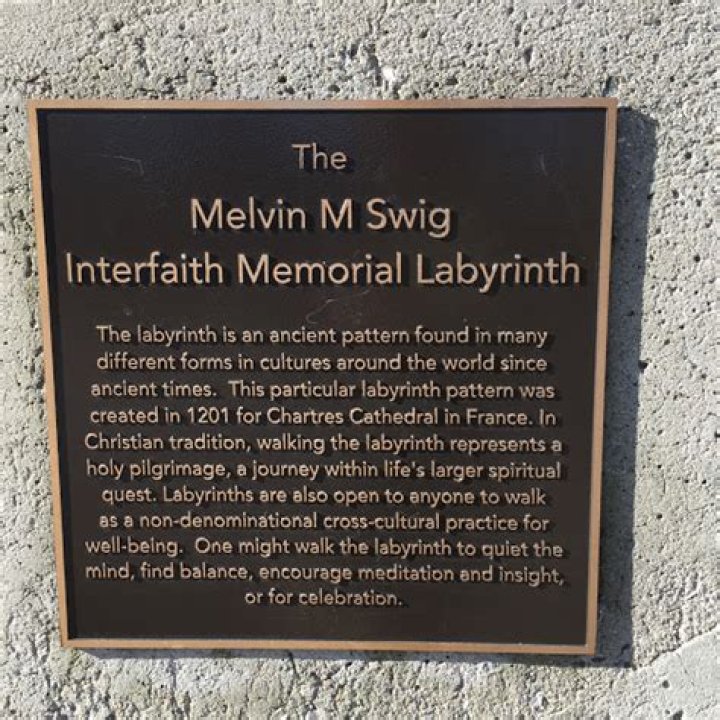 The
Melvin M Swig
Interfaith Memorial Labyrinth
The labyrinth is an ancient pattern found in many
different forms in cultures around the world since
ancient times. This particular labyrinth pattern was
created in 1201 for Chartres Cathedral in France. In
Christian tradition, walking the labyrinth represents a
holy pilgrimage, a journey within life's larger spiritual
quest. Labyrinths are also open to anyone to walk
as a non-denominational cross-cultural practice for
well-being. One might walk the labyrinth to quiet the
mind, find balance, encourage meditation and insight,
or for celebration.